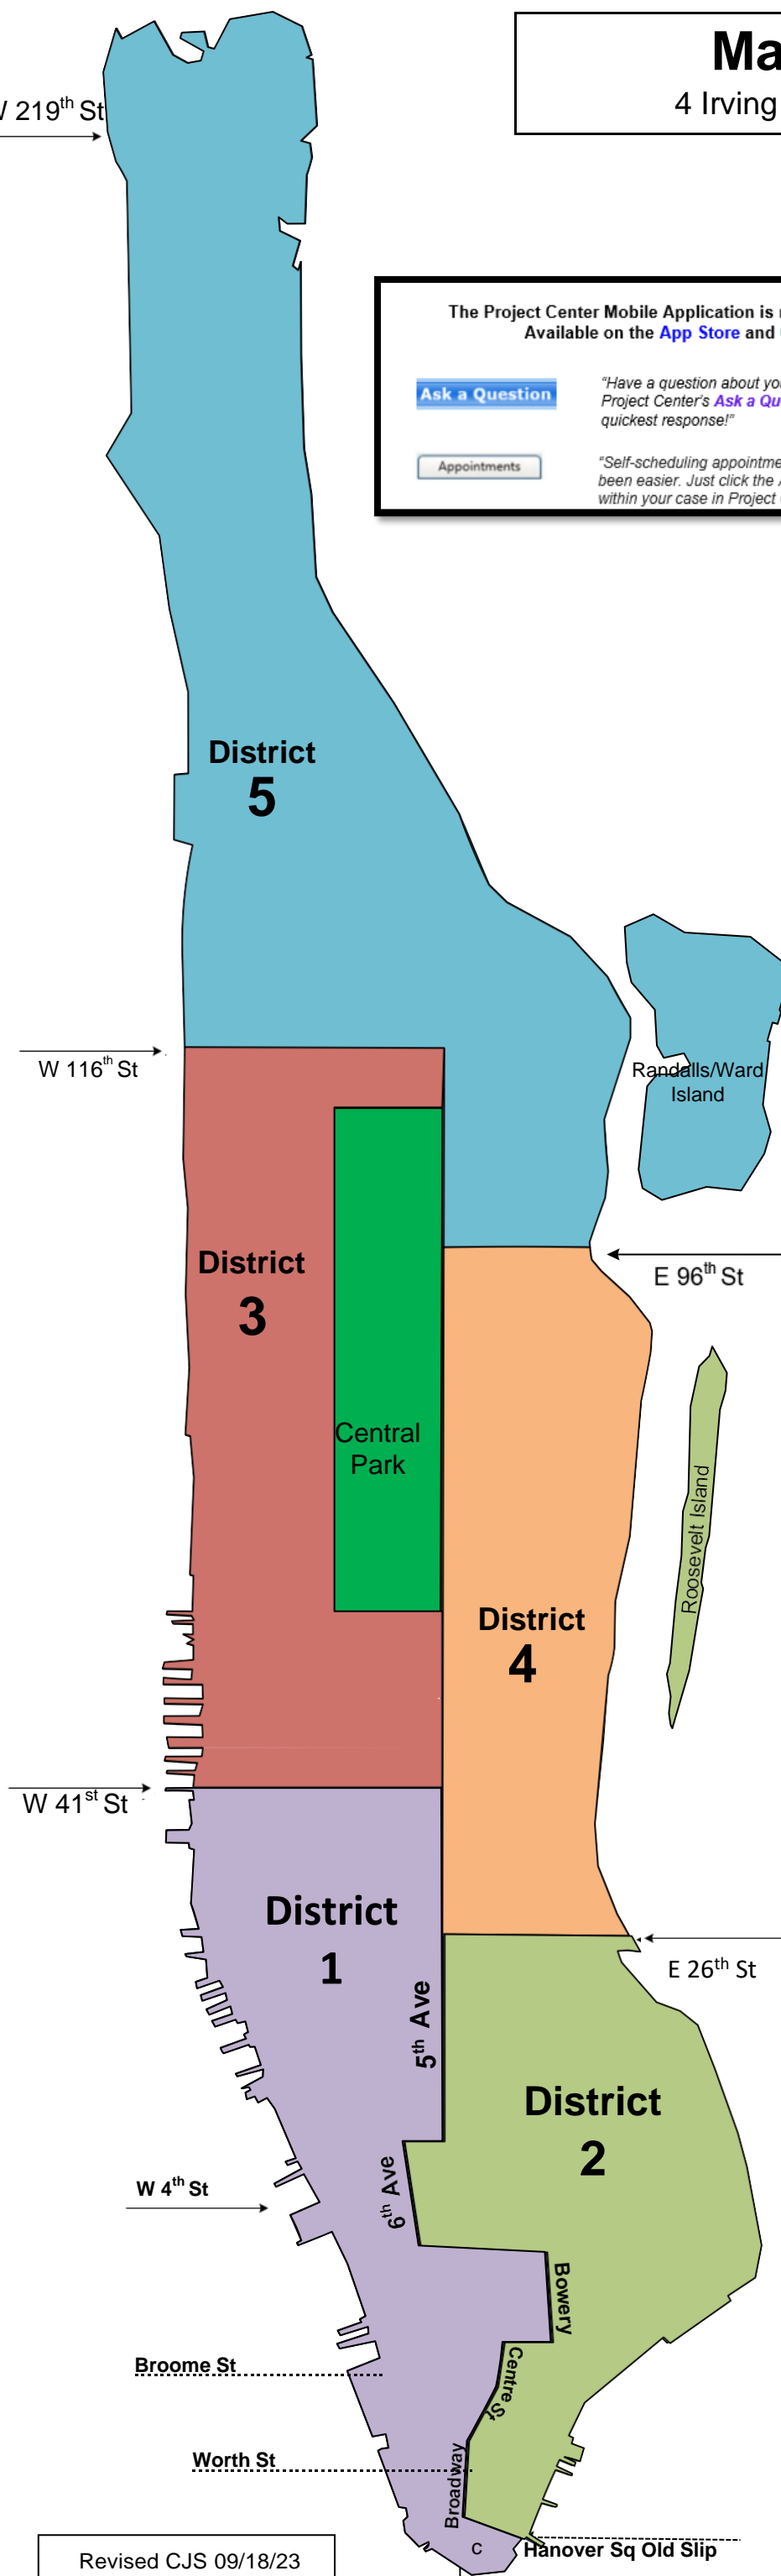 Ma
4 Irving
W 219th St
The Project Center Mobile Application is
Available on the App Store and
Ask a Question
"Have a question about
Project Center's Ask a
quickest response!"
Appointments
"Self-scheduling
been easier. Just click the
within your case in Project
District
5
Randalls/Ward
Island
W 116th St
District
3
E 96th St
Central
Park
Roosevelt Island
District
4
W 41st St
District
1
E 26th St
5th Ave
District
2
W 4th St
6th Ave
Bowery
Broome St
Centre St
Worth St
Broadway
C
Hanover Sq Old Slip
Revised CJS 09/18/23